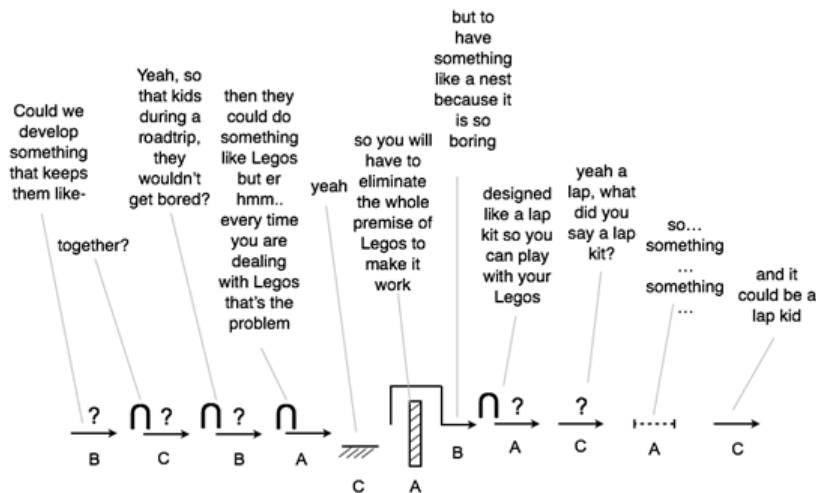 Could we
develop
something
that keeps
them like-
together?
Yeah, so
that kids
during a
roadtrip,
they
wouldn't
get bored?
then they
could do
something
like Legos
but er
hmm..
every time
you are
dealing
with Legos
that's the
problem
yeah
so you will
have to
eliminate
the whole
premise of
Legos to
make it
work
but to
have
something
like a nest
because it
is so
boring
designed
like a lap
kit so you
can play
with your
Legos
yeah a
lap, what
did you
say a lap
kit?
so...
something
...
something
...
and it
could be a
lap kid
? ? ? ? ?
B C B A C A B A C A C